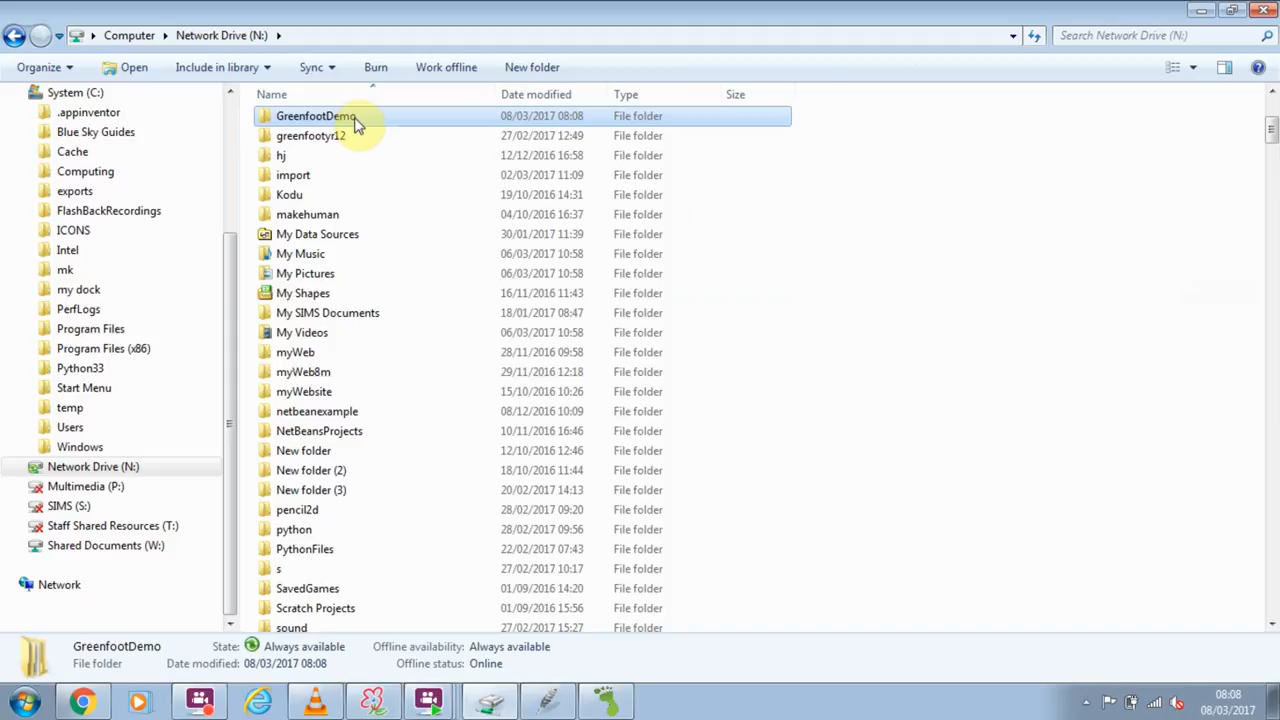 Computer Network Drive (N:) Search Network Drive (N:)
Organize Open Include in library Sync Burn Work offline New folder
System (C:)
.appinventor
Blue Sky Guides
Cache
Computing
exports
FlashBackRecordings
ICONS
Intel
mk
my dock
PerfLogs
Program Files
Program Files (x86)
Python33
Start Menu
temp
Users
Windows
Network Drive (N:)
Multimedia (P:)
SIMS (S:)
Staff Shared Resources (T:)
Shared Documents (W:)
Network
Name Date modified Type Size
GreenfootDemo 08/03/2017 08:08 File folder
greenfootyr12 27/02/2017 12:49 File folder
hj 12/12/2016 16:58 File folder
import 02/03/2017 11:09 File folder
Kodu 19/10/2016 14:31 File folder
makehuman 04/10/2016 16:37 File folder
My Data Sources 30/01/2017 11:39 File folder
My Music 06/03/2017 10:58 File folder
My Pictures 06/03/2017 10:58 File folder
My Shapes 16/11/2016 11:43 File folder
My SIMS Documents 18/01/2017 08:47 File folder
My Videos 06/03/2017 10:58 File folder
myWeb 28/11/2016 09:58 File folder
myWeb8m 29/11/2016 12:18 File folder
myWebsite 15/10/2016 10:26 File folder
netbeanexample 08/12/2016 10:09 File folder
NetBeansProjects 10/11/2016 16:46 File folder
New folder 12/10/2016 12:46 File folder
New folder (2) 18/10/2016 11:44 File folder
New folder (3) 20/02/2017 14:13 File folder
pencil2d 28/02/2017 09:20 File folder
python 28/02/2017 09:56 File folder
PythonFiles 22/02/2017 07:43 File folder
s 27/02/2017 10:17 File folder
SavedGames 01/09/2016 14:20 File folder
Scratch Projects 01/09/2016 15:56 File folder
sound 27/02/2017 15:27 File folder
GreenfootDemo State: Always available Offline availability: Always available
File folder Date modified: 08/03/2017 08:08 Offline status: Online
08:08
08/03/2017